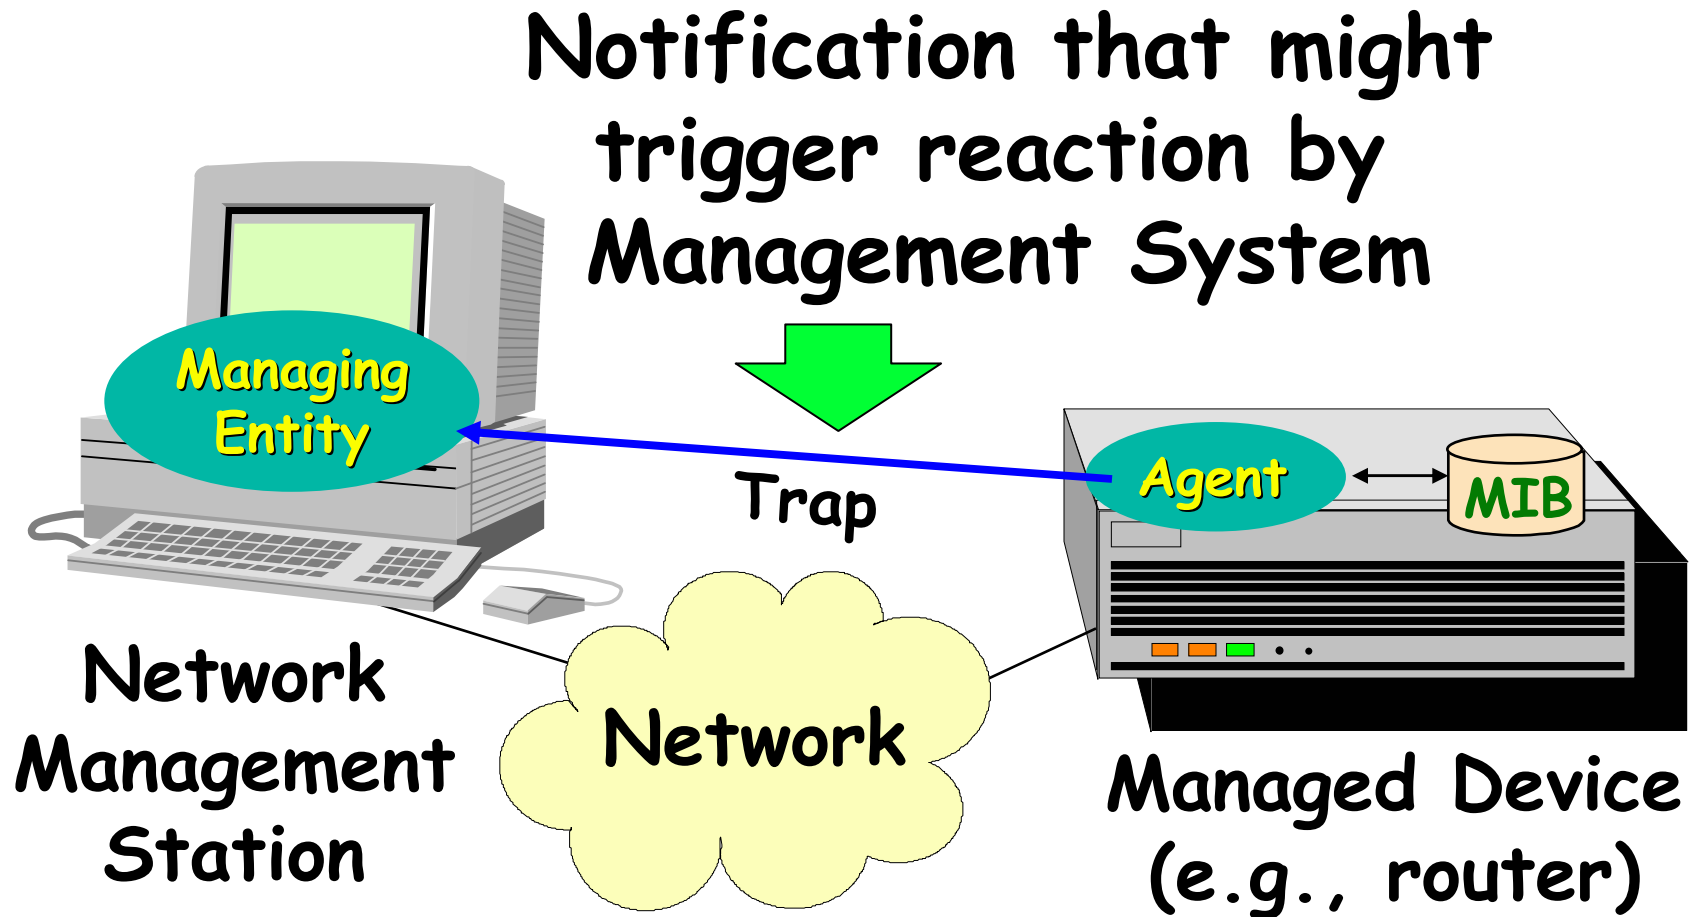 Notification that might
trigger reaction by
Management System
Managing
Entity
Trap
Agent
MIB
Network
Network
Management
Station
Managed Device
(e.g., router)